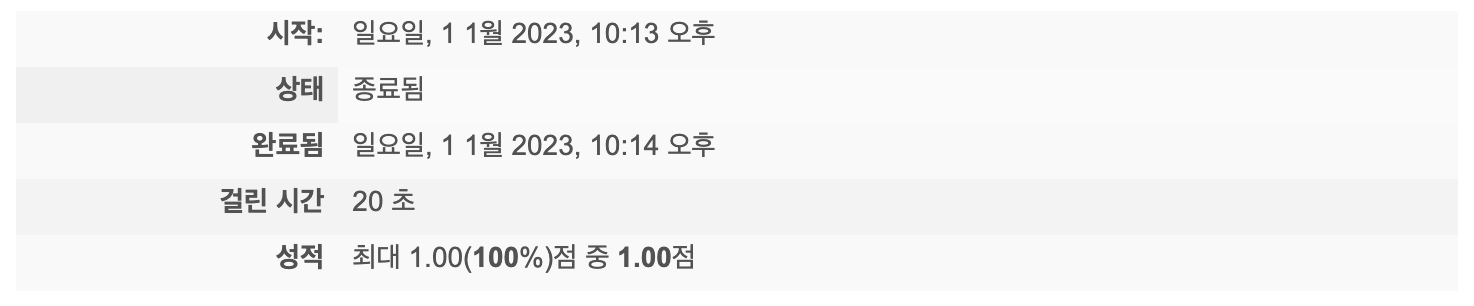 시작: 일요일, 1 1월 2023, 10:13 오후
상태 종료됨
완료됨 일요일, 1 1월 2023, 10:14 오후
걸린 시간 20 초
성적 최대 1.00(100%)점 중 1.00점